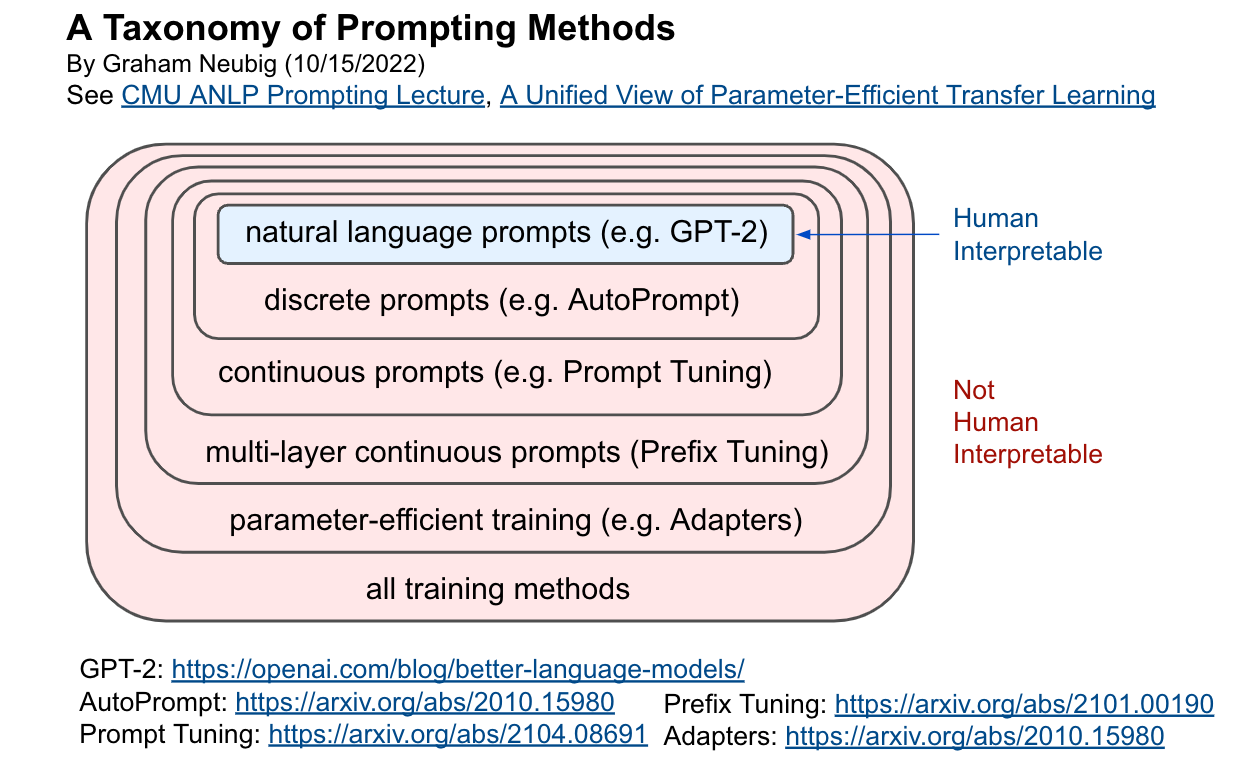 A Taxonomy of Prompting Methods
By Graham Neubig (10/15/2022)
See CMU ANLP Prompting Lecture, A Unified View of Parameter-Efficient Transfer Learning
natural language prompts (e.g. GPT-2)
discrete prompts (e.g. AutoPrompt)
continuous prompts (e.g. Prompt Tuning)
multi-layer continuous prompts (Prefix Tuning)
parameter-efficient training (e.g. Adapters)
all training methods
Human
Interpretable
Not
Human
Interpretable
GPT-2: https://openai.com/blog/better-language-models/
AutoPrompt: https://arxiv.org/abs/2010.15980
Prompt Tuning: https://arxiv.org/abs/2104.08691
Prefix Tuning: https://arxiv.org/abs/2101.00190
Adapters: https://arxiv.org/abs/2010.15980